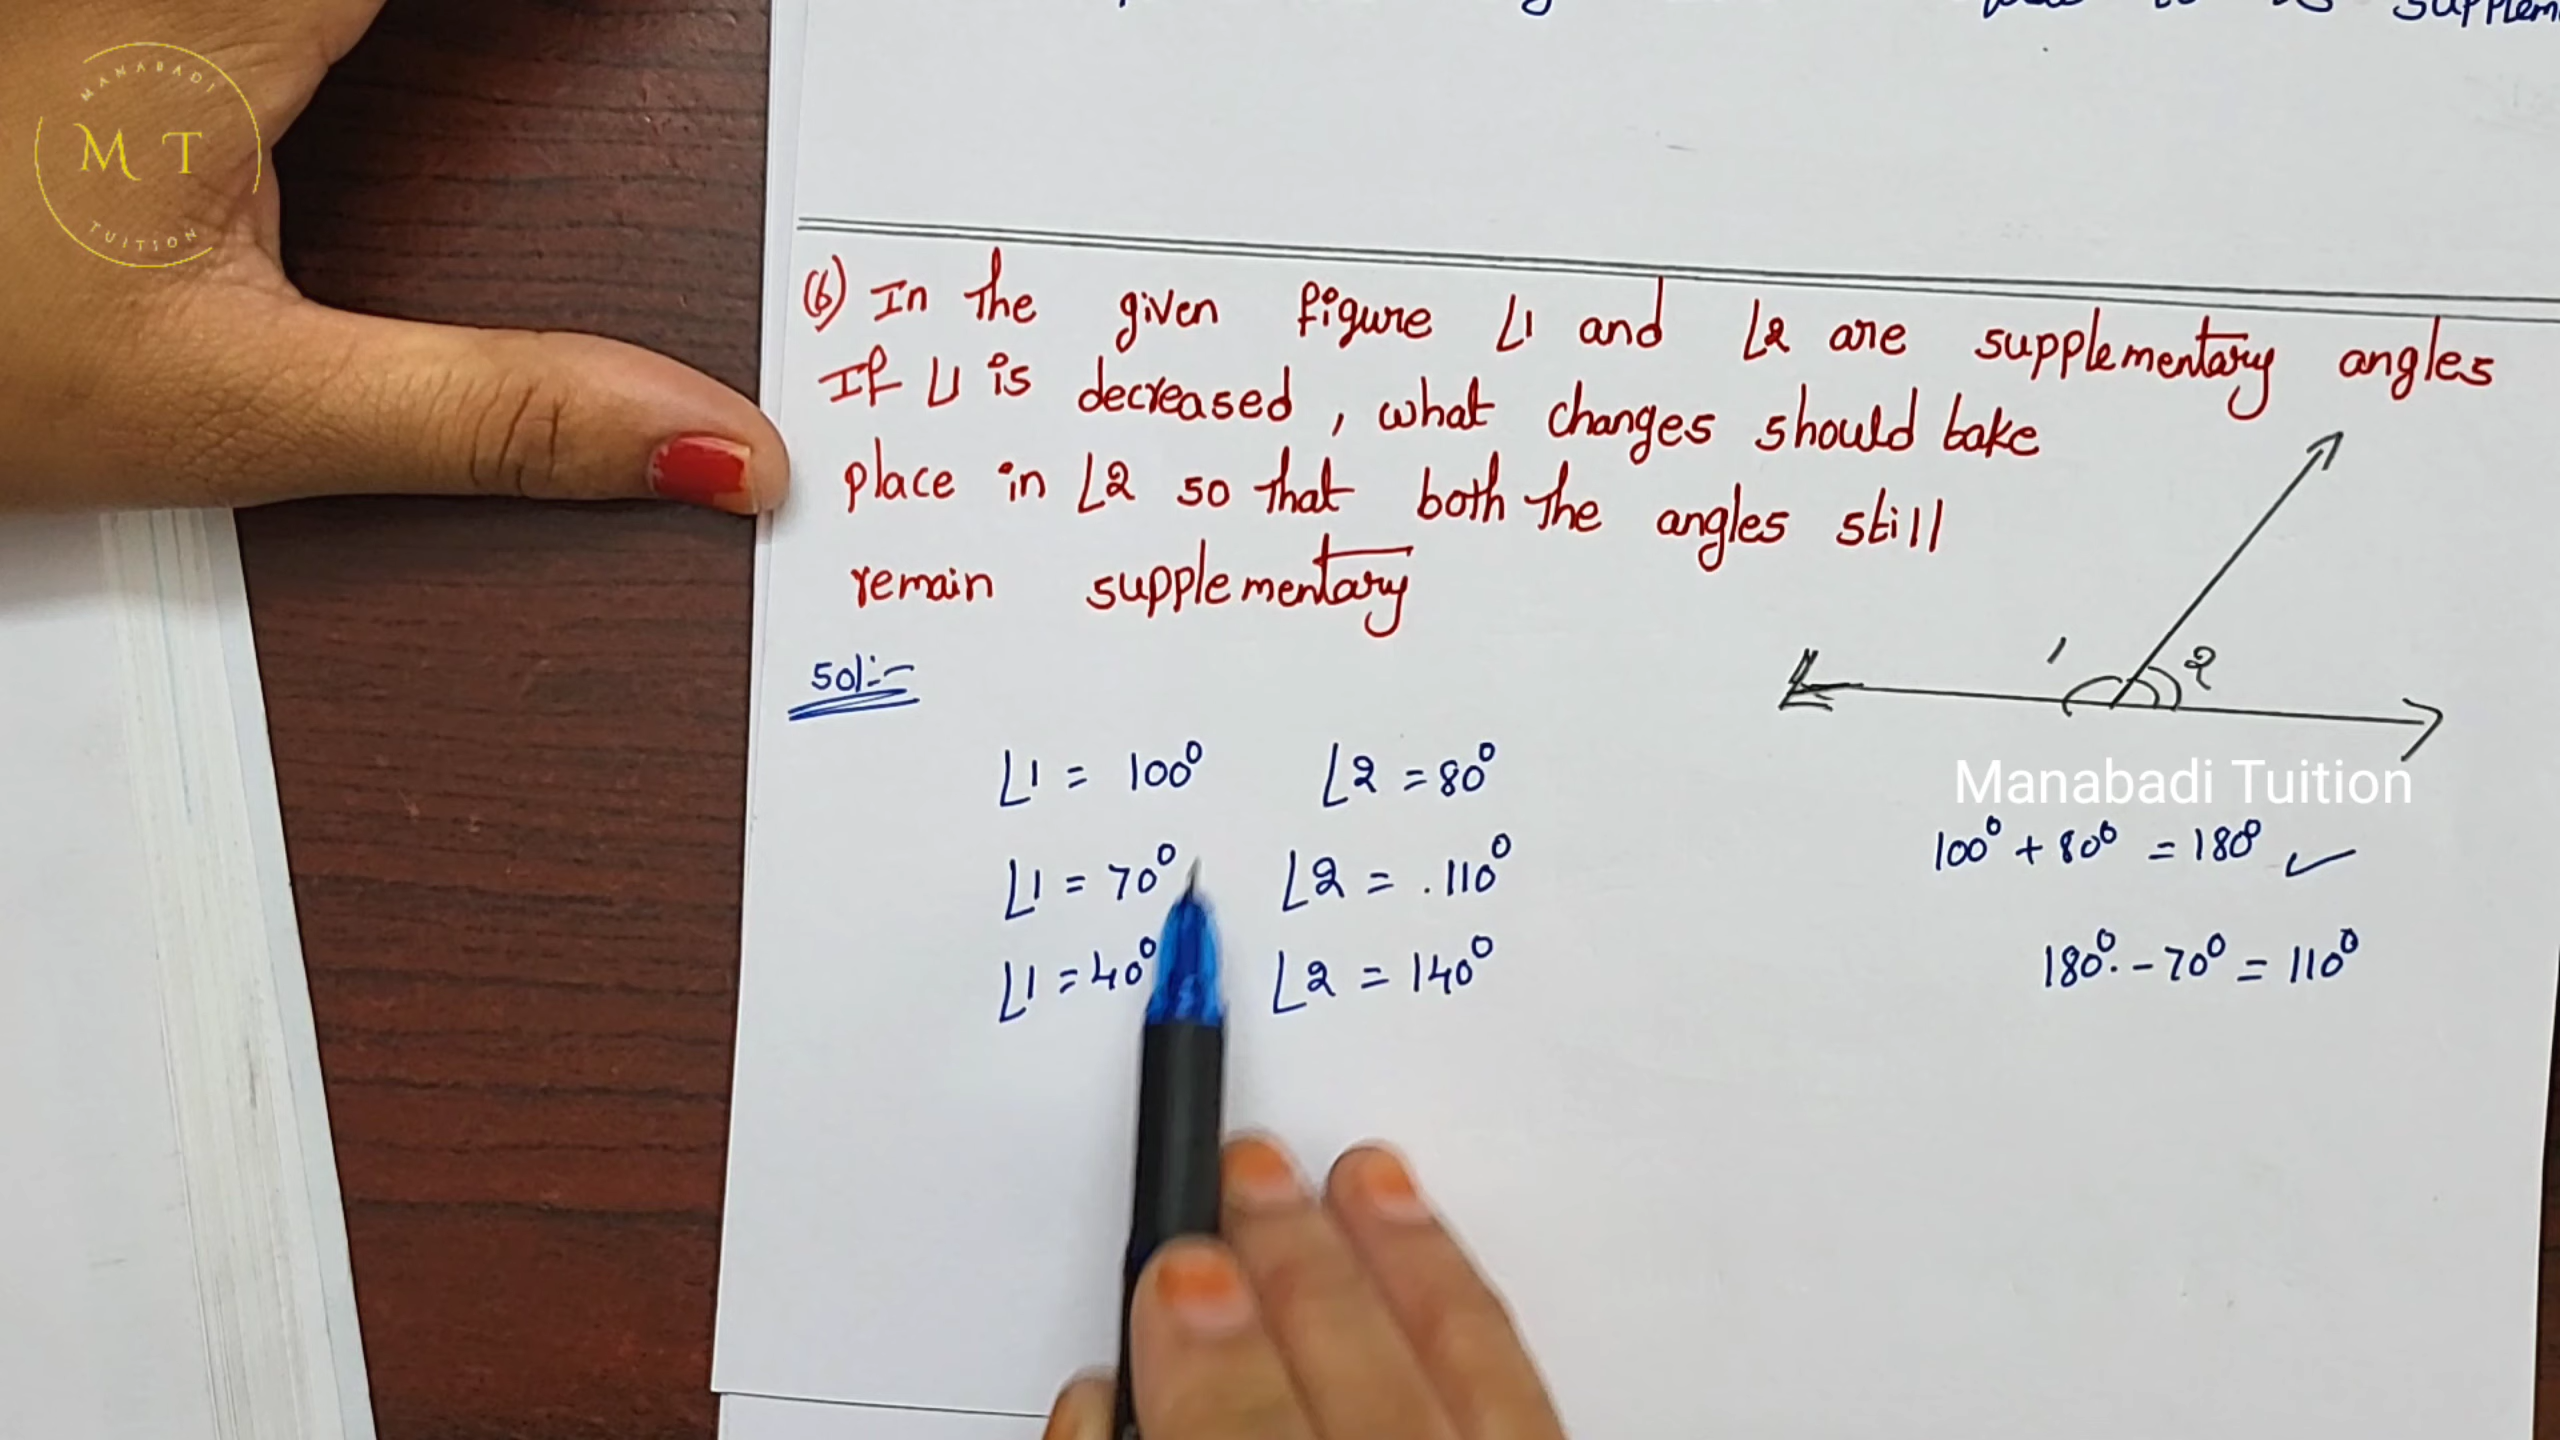 supplem
MANABADI
M T
TUITION
(6) In the given figure ∠1 and ∠2 are supplementary angles
If ∠1 is decreased, what changes should take
place in ∠2 so that both the angles still
remain supplementary
Sol:-
1 2
∠1 = 100° ∠2 = 80°
Manabadi Tuition
100° + 80° = 180° ✓
∠1 = 70° ∠2 = . 110°
180°. - 70° = 110°
∠1 = 40° ∠2 = 140°